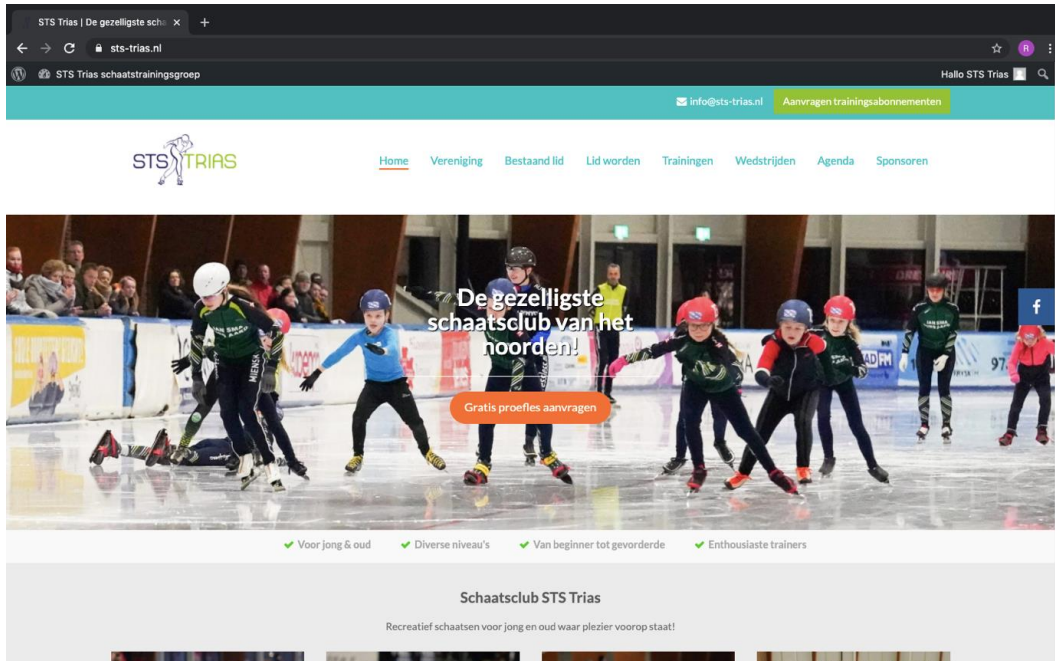 STS Trias | De gezelligste scha
sts-trias.nl
R
STS Trias schaatstrainingsgroep
Hallo STS Trias
info@sts-trias.nl
Aanvragen trainingsabonnementen
STS TRIAS
Home Vereniging Bestaand lid Lid worden Trainingen Wedstrijden Agenda Sponsoren
De gezelligste
schaatsclub van het
noorden!
Gratis proefles aanvragen
Voor jong & oud Diverse niveau's Van beginner tot gevorderde Enthousiaste trainers
Schaatsclub STS Trias
Recreatief schaatsen voor jong en oud waar plezier voorop staat!